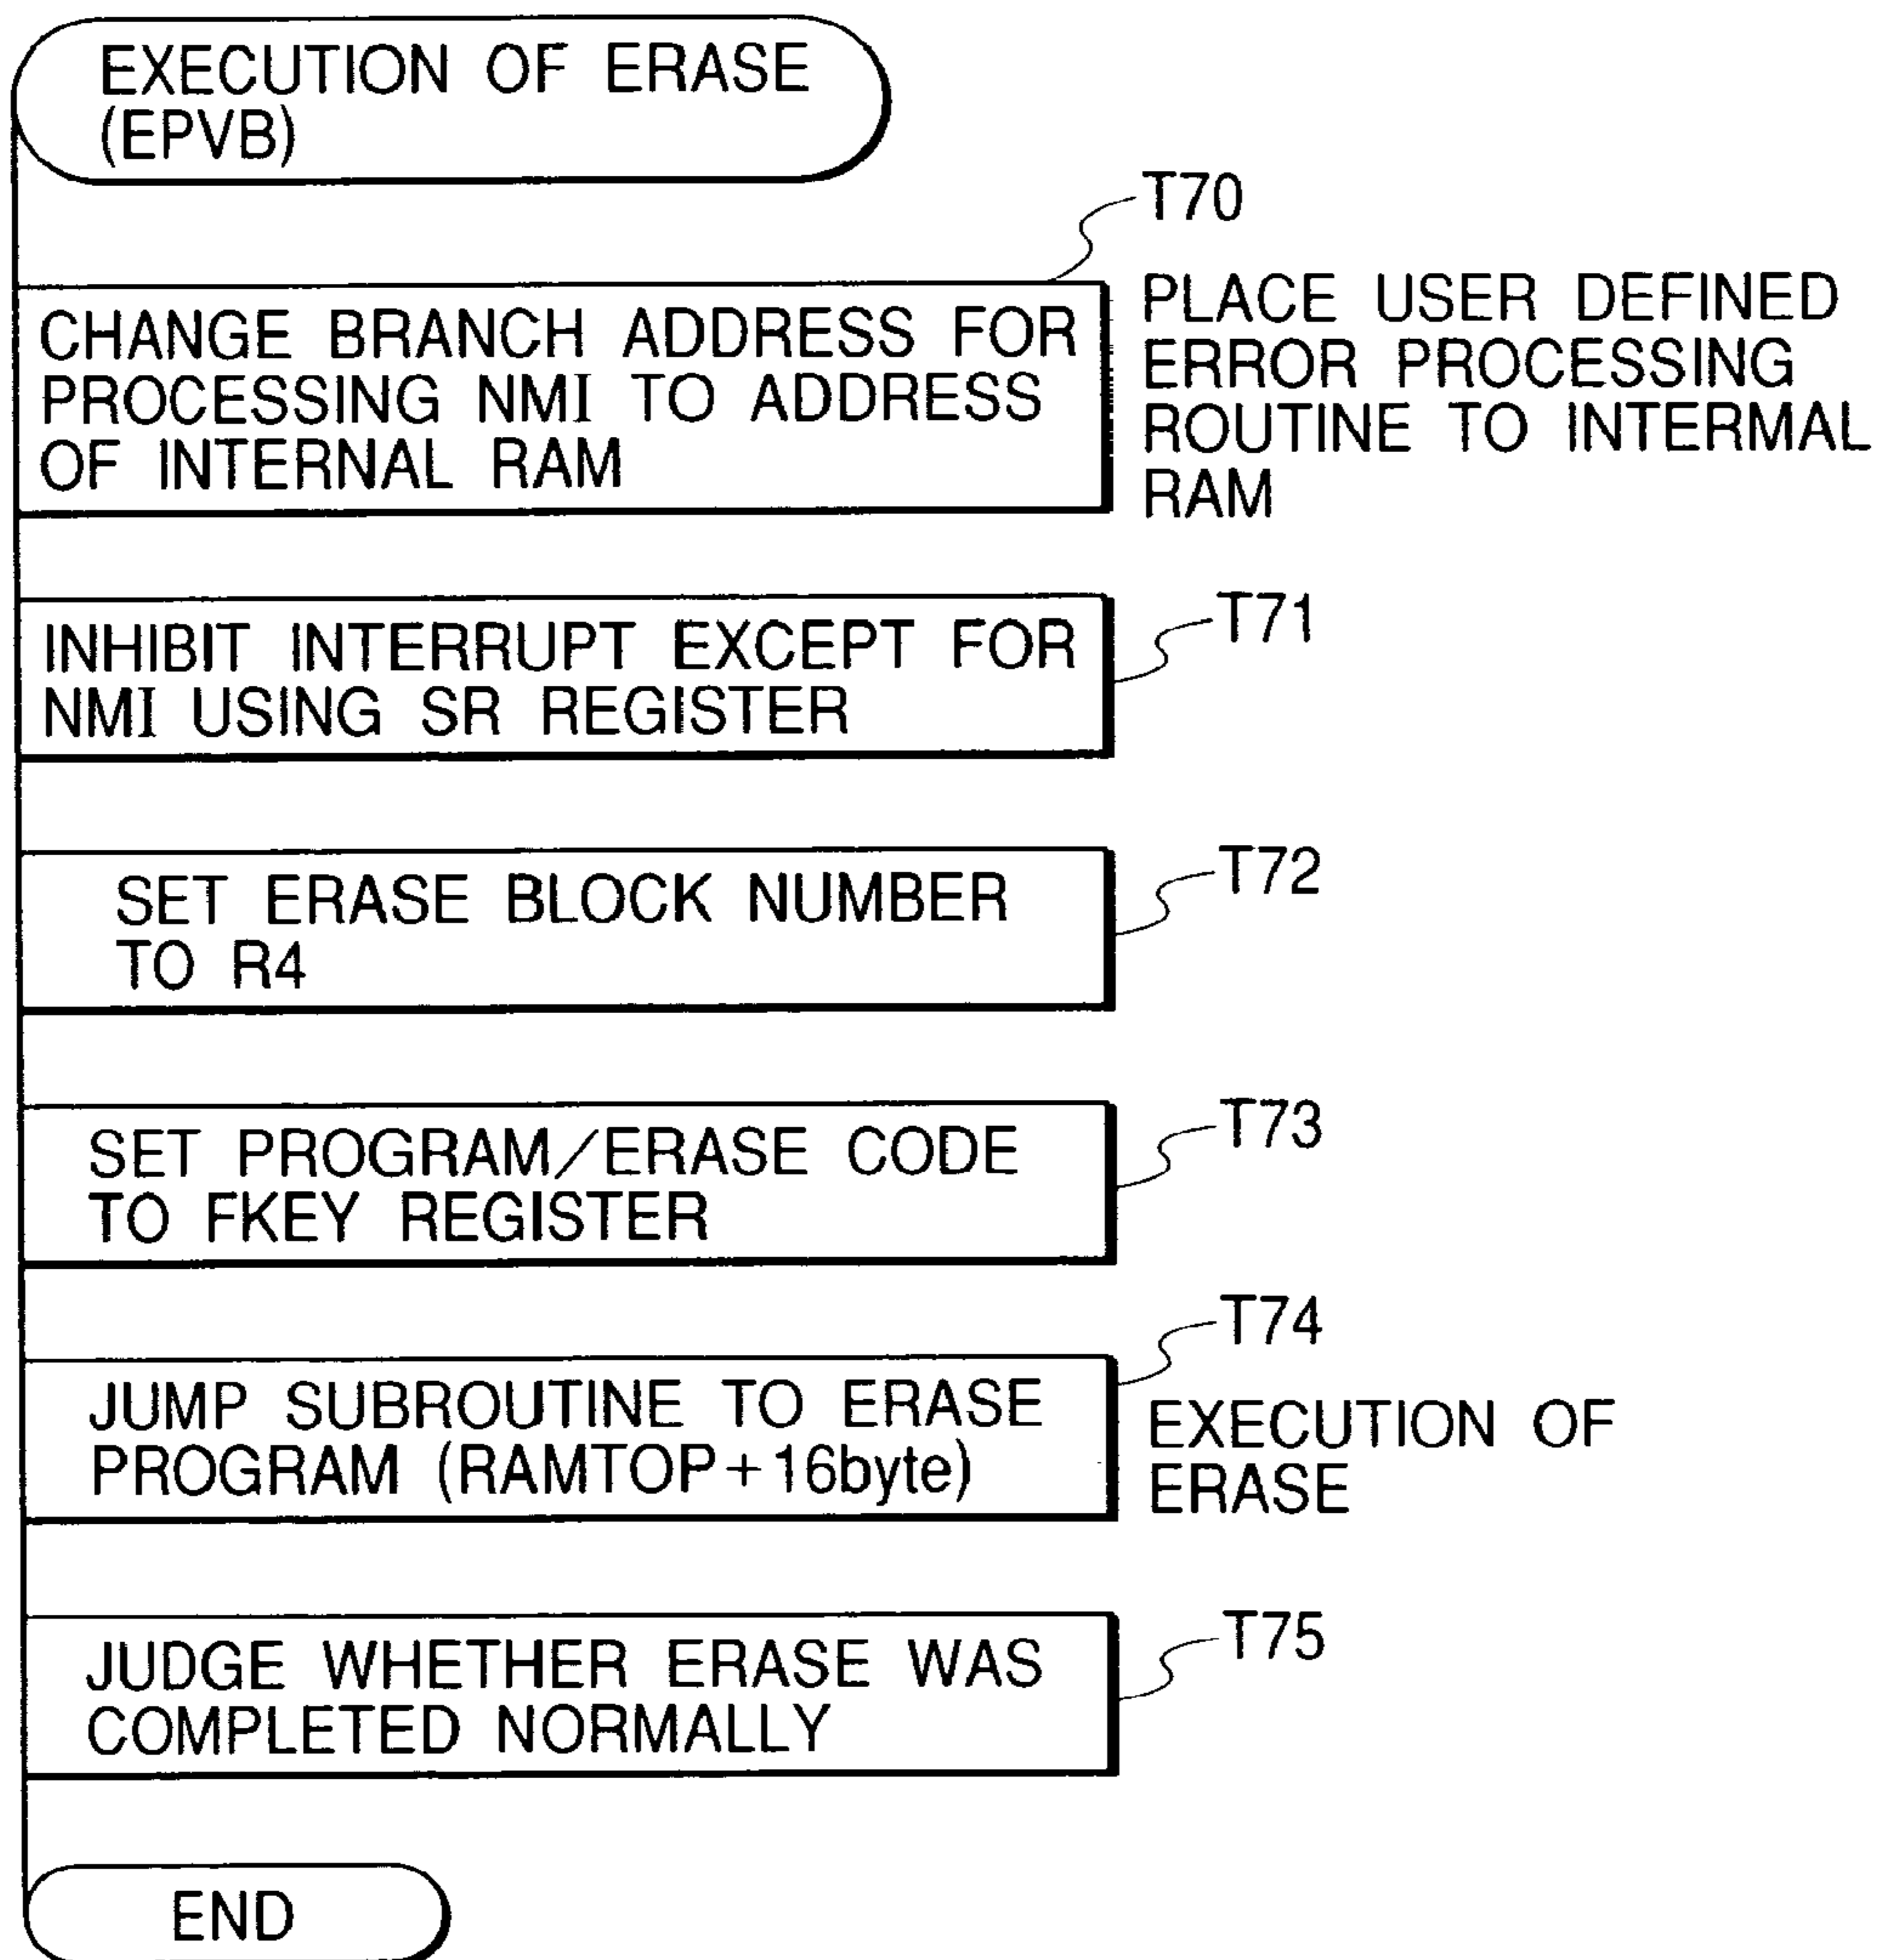 EXECUTION OF ERASE
(EPVB)
T70
CHANGE BRANCH ADDRESS FOR
PROCESSING NMI TO ADDRESS
OF INTERNAL RAM
PLACE USER DEFINED
ERROR PROCESSING
ROUTINE TO INTERMAL
RAM
T71
INHIBIT INTERRUPT EXCEPT FOR
NMI USING SR REGISTER
T72
SET ERASE BLOCK NUMBER
TO R4
T73
SET PROGRAM/ERASE CODE
TO FKEY REGISTER
T74
JUMP SUBROUTINE TO ERASE
PROGRAM (RAMTOP+16byte)
EXECUTION OF
ERASE
T75
JUDGE WHETHER ERASE WAS
COMPLETED NORMALLY
END